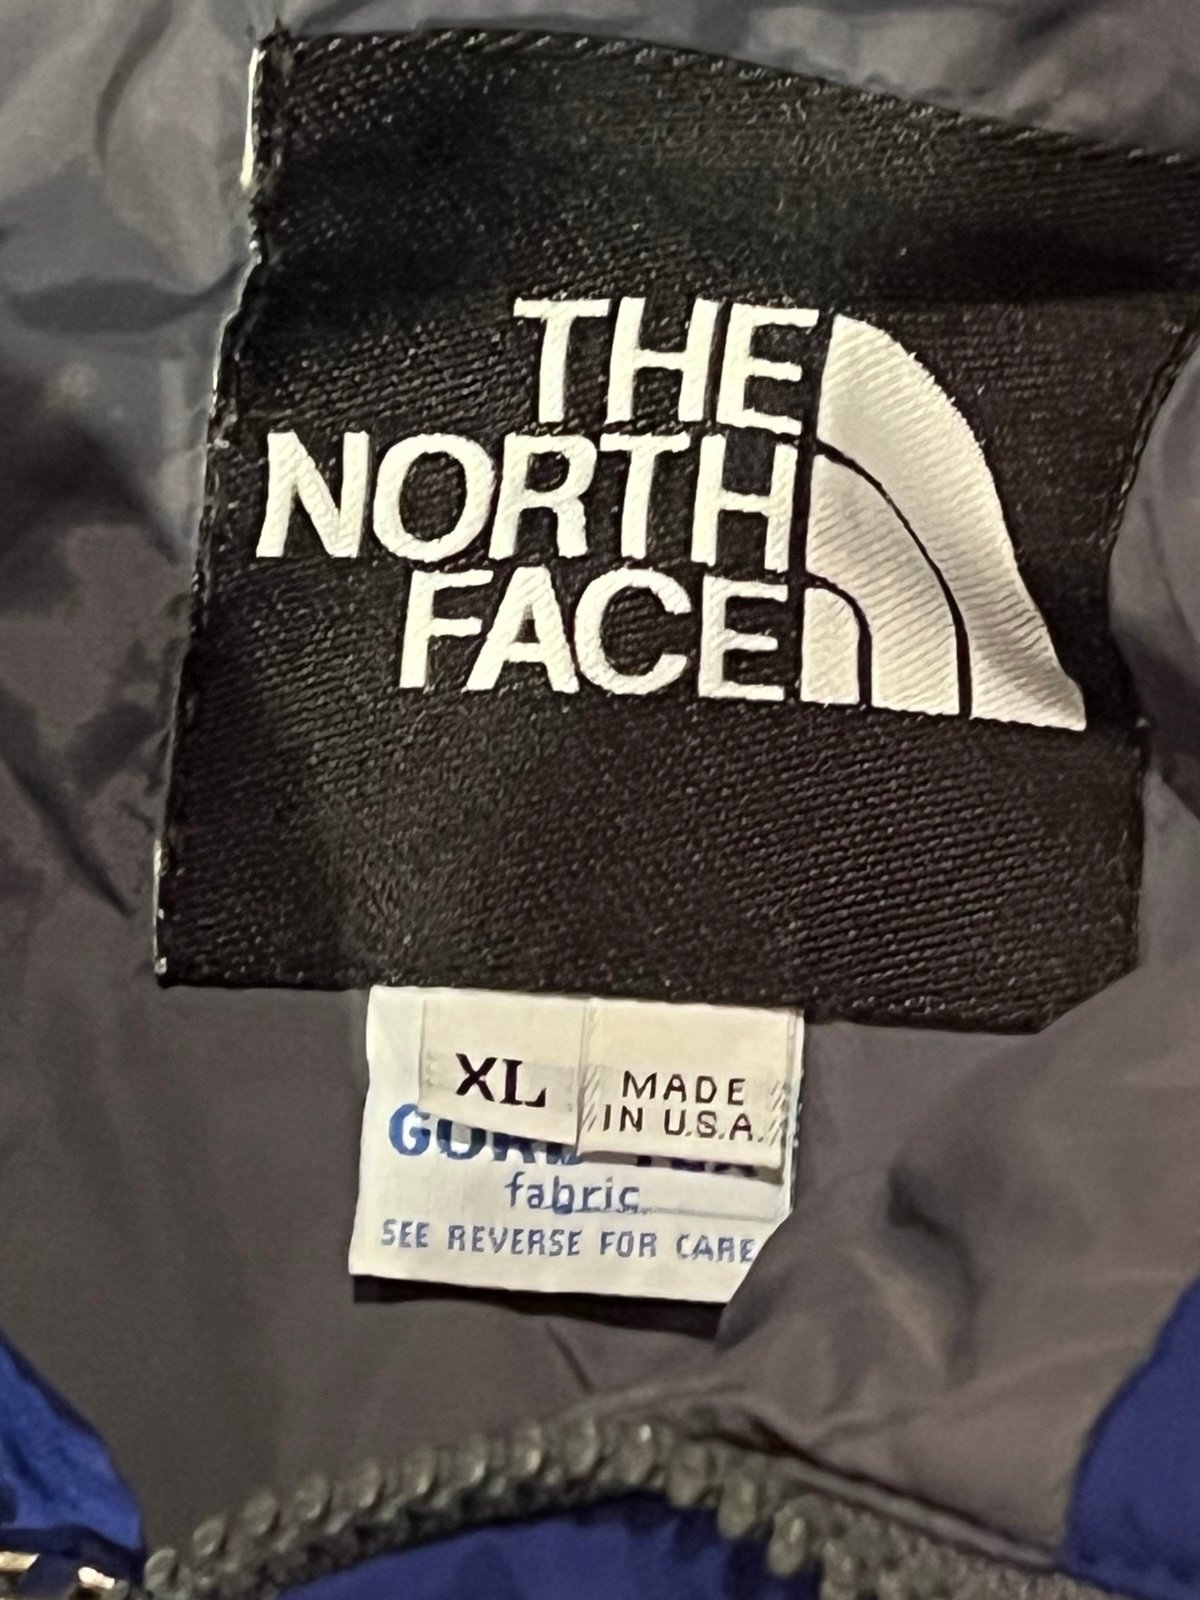 THE
NORTH
FACE
XL
MADE
IN U.S.A.
fabric
SEE REVERSE FOR CARE